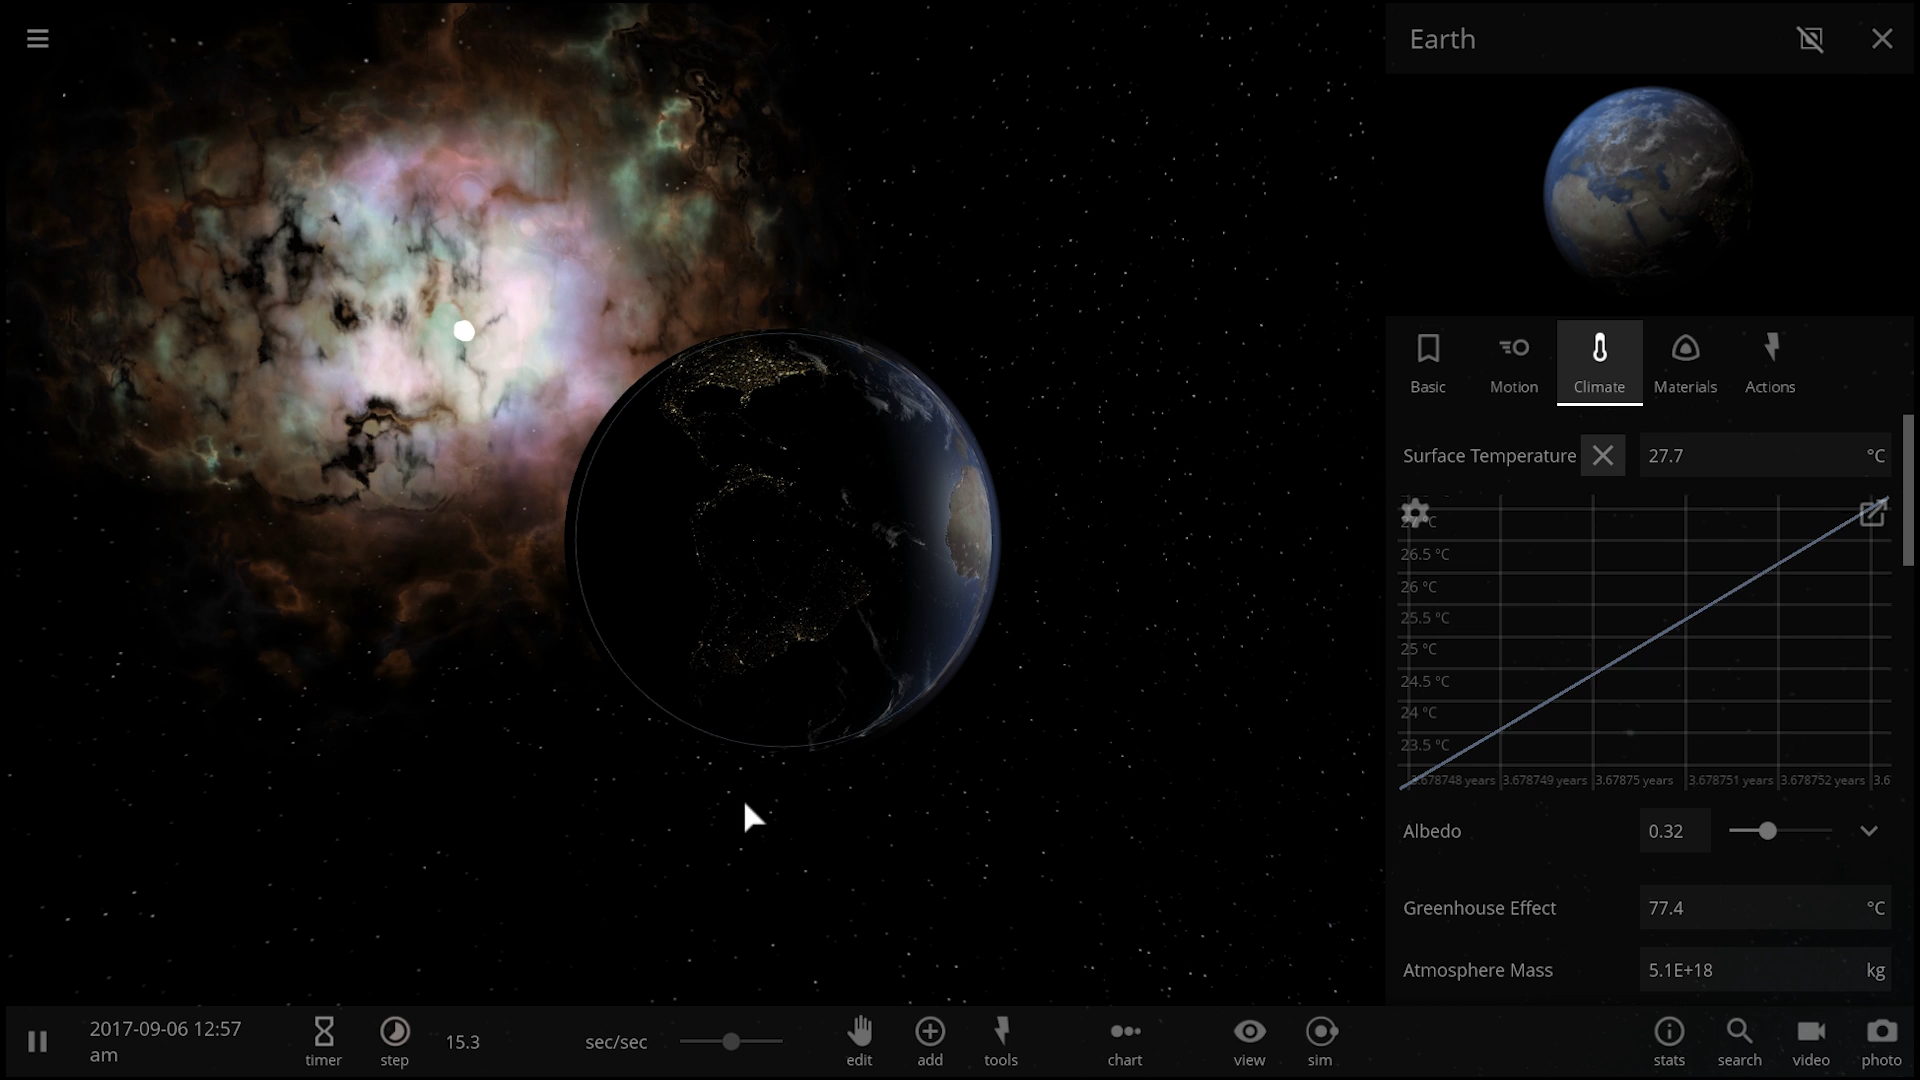 Earth
Basic
Motion
Climate
Materials
Actions
Surface Temperature
27.7
°C
26.5 °C
26 °C
25.5 °C
25 °C
24.5 °C
24 °C
23.5 °C
3.678749 years
3.67875 years
3.678751 years
3.678752 years
3.6
Albedo
0.32
Greenhouse Effect
77.4
°C
Atmosphere Mass
5.1E+18
kg
2017-09-06 12:57
am
timer
step
15.3
sec/sec
edit
add
tools
chart
view
sim
stats
search
video
photo